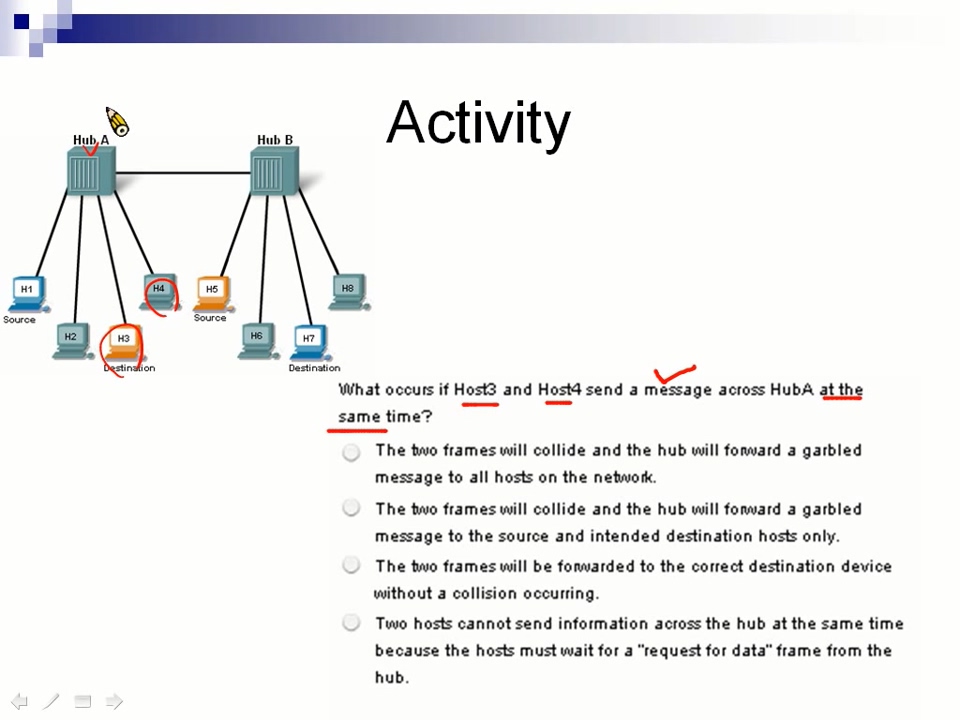 Activity
Hub A
Hub B
H1
Source
H2
H3
Destination
H4
H5
Source
H6
H7
Destination
H8
What occurs if Host3 and Host4 send a message across HubA at the
same time?
The two frames will collide and the hub will forward a garbled
message to all hosts on the network.
The two frames will collide and the hub will forward a garbled
message to the source and intended destination hosts only.
The two frames will be forwarded to the correct destination device
without a collision occurring.
Two hosts cannot send information across the hub at the same time
because the hosts must wait for a "request for data" frame from the
hub.